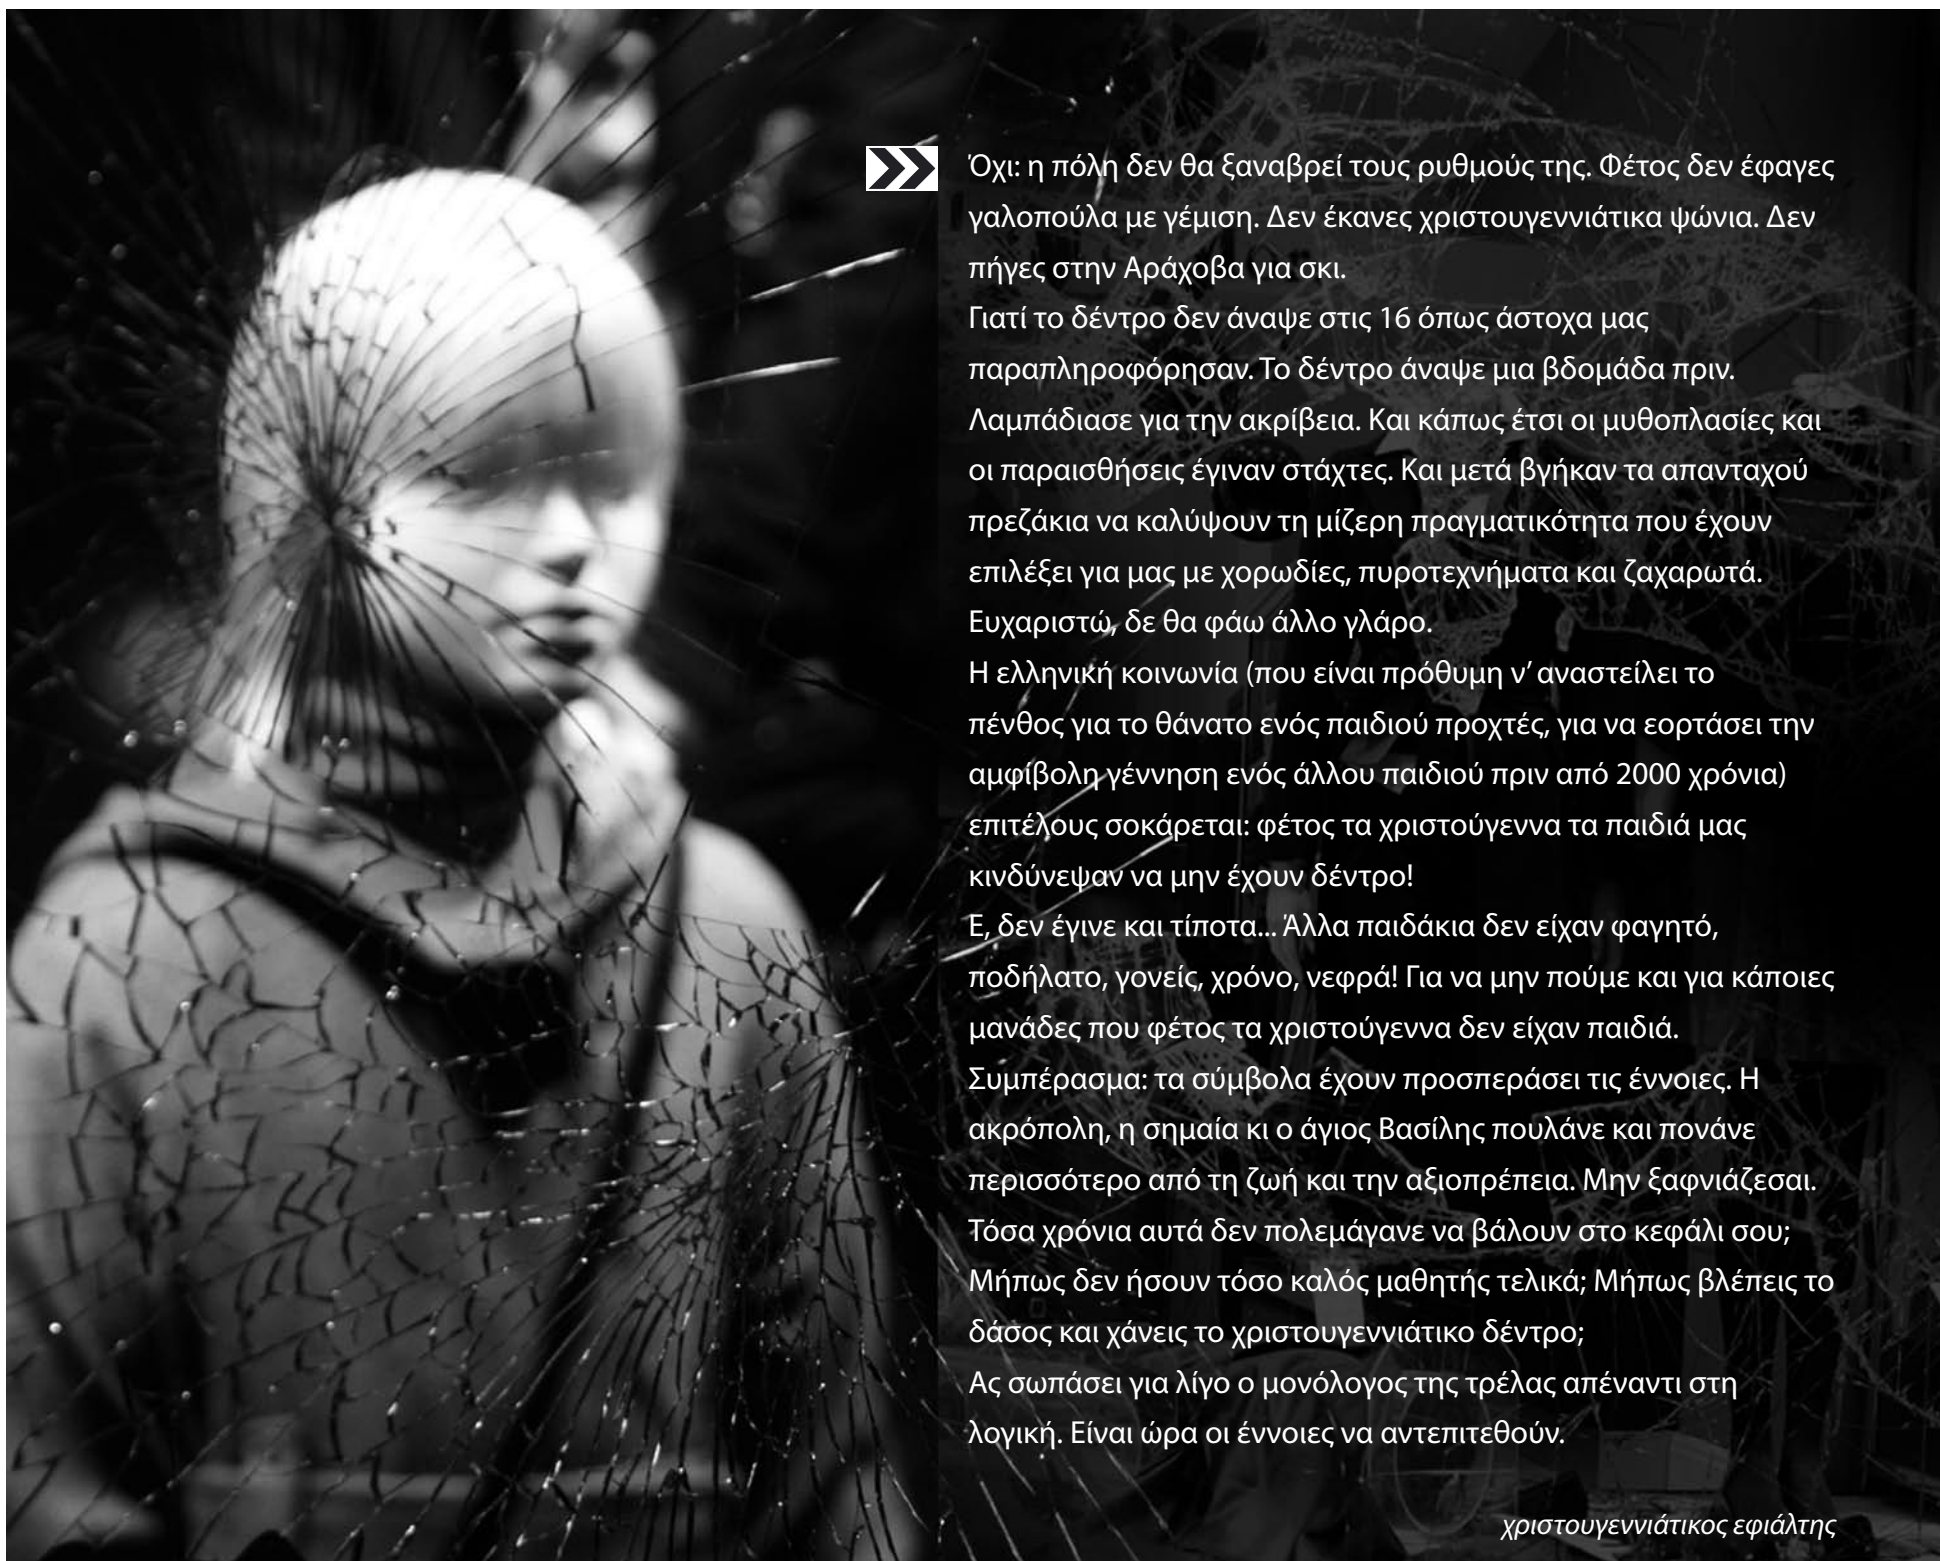 Όχι: η πόλη δεν θα ξαναβρεί τους ρυθμούς της. Φέτος δεν έφαγες
γαλοπούλα με γέμιση. Δεν έκανες χριστουγεννιάτικα ψώνια. Δεν
πήγες στην Αράχοβα για σκι.
Γιατί το δέντρο δεν άναψε στις 16 όπως άστοχα μας
παραπληροφόρησαν. Το δέντρο άναψε μια βδομάδα πριν.
Λαμπάδιασε για την ακρίβεια. Και κάπως έτσι οι μυθοπλασίες και
οι παραισθήσεις έγιναν στάχτες. Και μετά βγήκαν τα απανταχού
πρεζάκια να καλύψουν τη μίζερη πραγματικότητα που έχουν
επιλέξει για μας με χορωδίες, πυροτεχνήματα και ζαχαρωτά.
Ευχαριστώ, δε θα φάω άλλο γλάρο.
Η ελληνική κοινωνία (που είναι πρόθυμη ν’ αναστείλει το
πένθος για το θάνατο ενός παιδιού προχτές, για να εορτάσει την
αμφίβολη γέννηση ενός άλλου παιδιού πριν από 2000 χρόνια)
επιτέλους σοκάρεται: φέτος τα χριστούγεννα τα παιδιά μας
κινδύνεψαν να μην έχουν δέντρο!
Ε, δεν έγινε και τίποτα... Άλλα παιδάκια δεν είχαν φαγητό,
ποδήλατο, γονείς, χρόνο, νεφρά! Για να μην πούμε και για κάποιες
μανάδες που φέτος τα χριστούγεννα δεν είχαν παιδιά.
Συμπέρασμα: τα σύμβολα έχουν προσπεράσει τις έννοιες. Η
ακρόπολη, η σημαία κι ο άγιος Βασίλης πουλάνε και πονάνε
περισσότερο από τη ζωή και την αξιοπρέπεια. Μην ξαφνιάζεσαι.
Τόσα χρόνια αυτά δεν πολεμάγανε να βάλουν στο κεφάλι σου;
Μήπως δεν ήσουν τόσο καλός μαθητής τελικά; Μήπως βλέπεις το
δάσος και χάνεις το χριστουγεννιάτικο δέντρο;
Ας σωπάσει για λίγο ο μονόλογος της τρέλας απέναντι στη
λογική. Είναι ώρα οι έννοιες να αντεπιτεθούν.
χριστουγεννιάτικος εφιάλτης